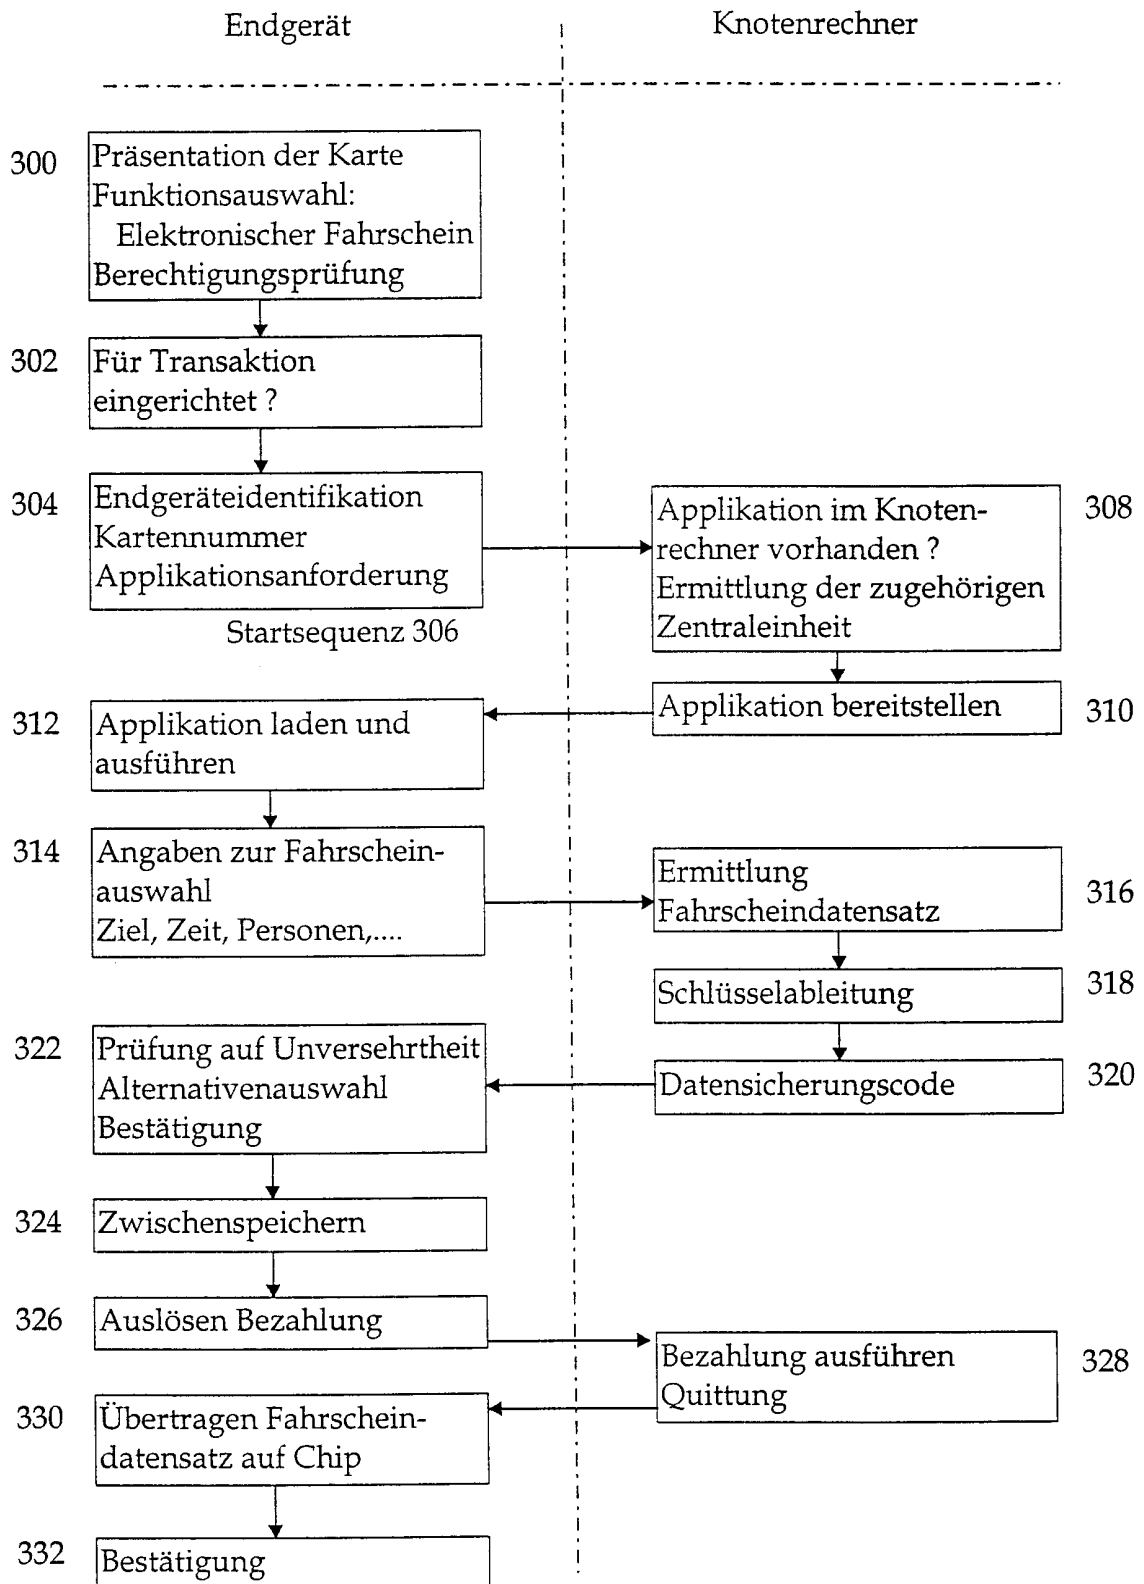 Endgerät
Knotenrechner
300
Präsentation der Karte
Funktionsauswahl:
Elektronischer Fahrschein
Berechtigungsprüfung
302
Für Transaktion
eingerichtet ?
304
Endgeräteidentifikation
Kartennummer
Applikationsanforderung
Startsequenz 306
308
Applikation im Knoten-
rechner vorhanden ?
Ermittlung der zugehörigen
Zentraleinheit
310
Applikation bereitstellen
312
Applikation laden und
ausführen
314
Angaben zur Fahrschein-
auswahl
Ziel, Zeit, Personen,....
316
Ermittlung
Fahrscheindatensatz
318
Schlüsselableitung
320
Datensicherungscode
322
Prüfung auf Unversehrtheit
Alternativenauswahl
Bestätigung
324
Zwischenspeichern
326
Auslösen Bezahlung
328
Bezahlung ausführen
Quittung
330
Übertragen Fahrschein-
datensatz auf Chip
332
Bestätigung